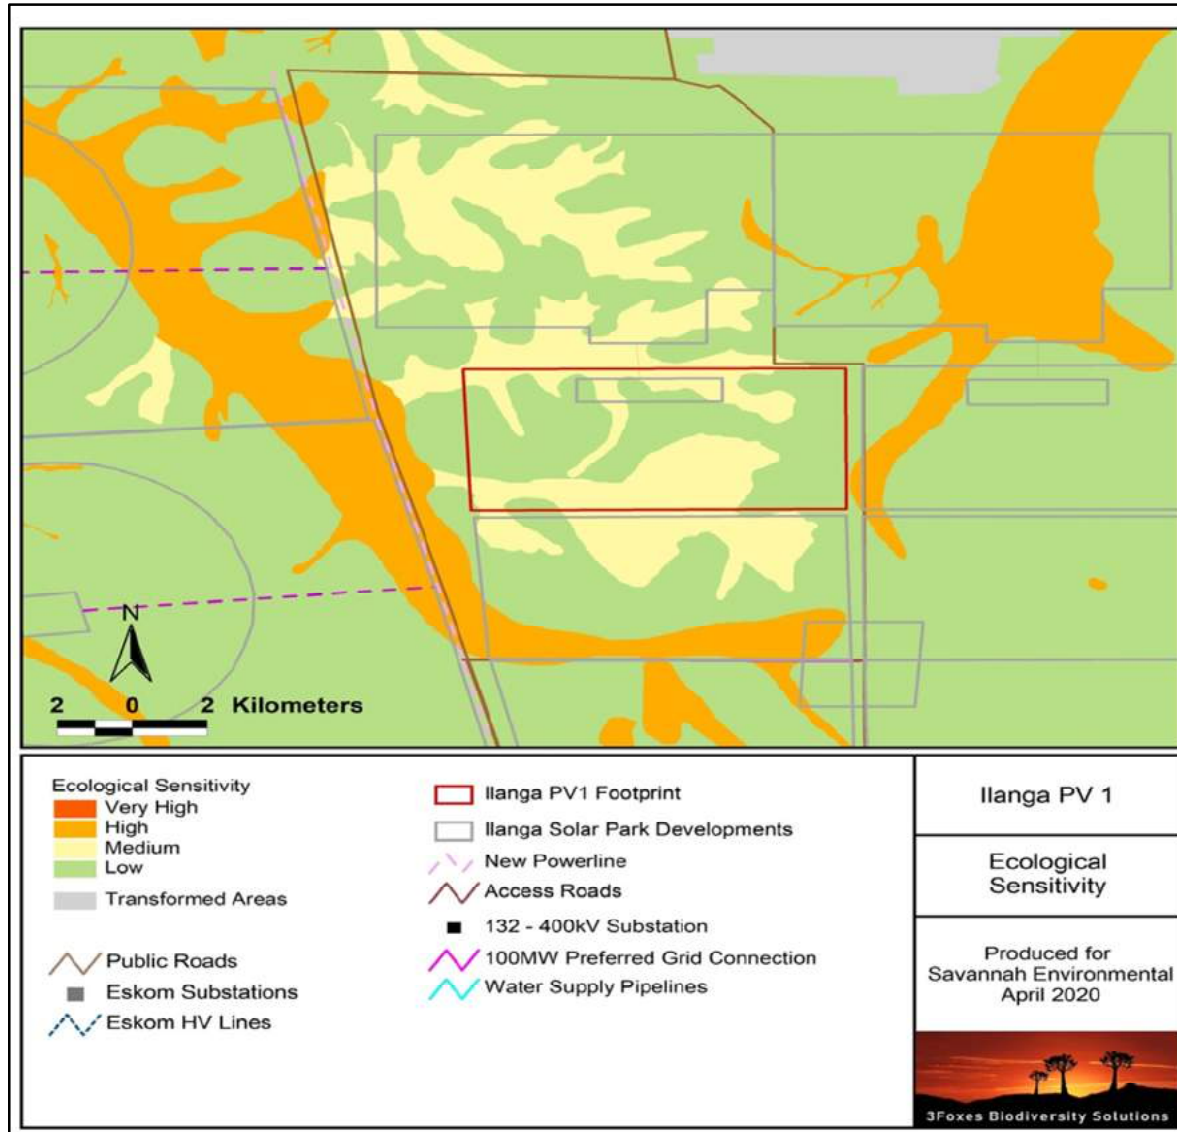 N
2 0 2 Kilometers
Ecological Sensitivity
Very High
High
Medium
Low
Transformed Areas
Public Roads
Eskom Substations
Eskom HV Lines
Ilanga PV1 Footprint
Ilanga Solar Park Developments
New Powerline
Access Roads
132 - 400kV Substation
100MW Preferred Grid Connection
Water Supply Pipelines
Ilanga PV 1
Ecological
Sensitivity
Produced for
Savannah Environmental
April 2020
3Foxes Biodiversity Solutions